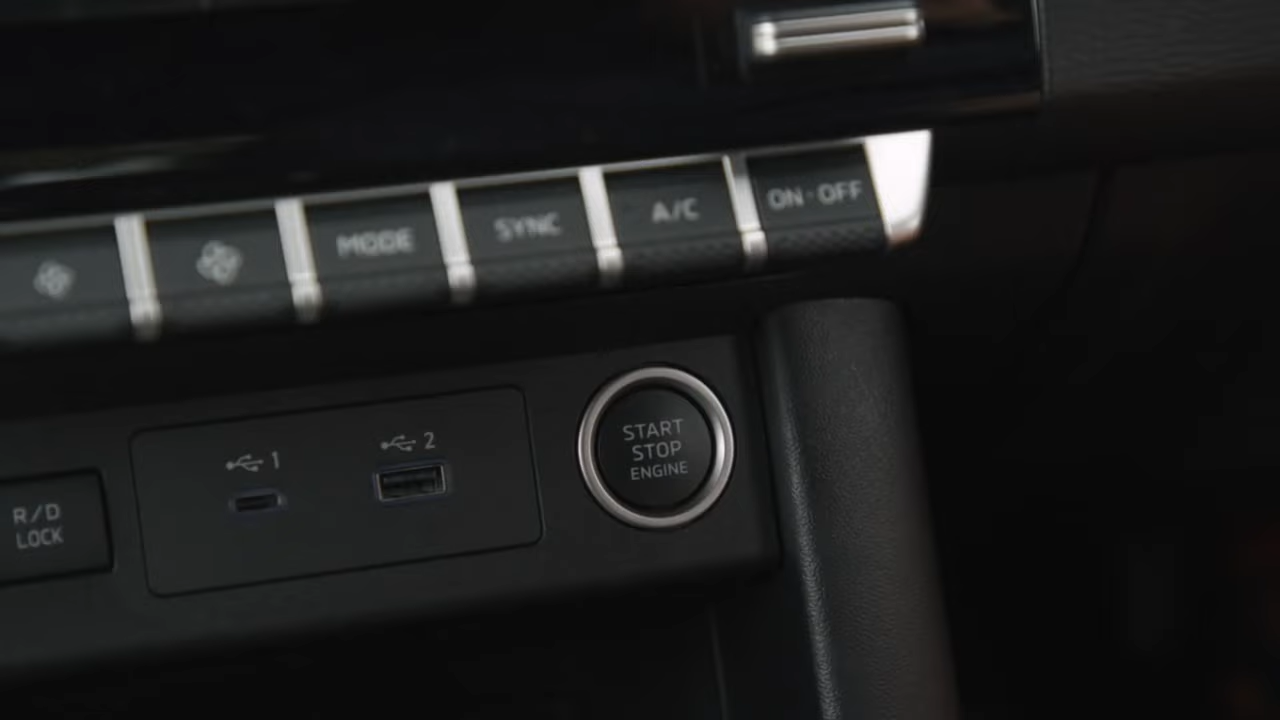 MODE
SYNC
A/C
ON·OFF
1
2
START
STOP
ENGINE
R/D
LOCK